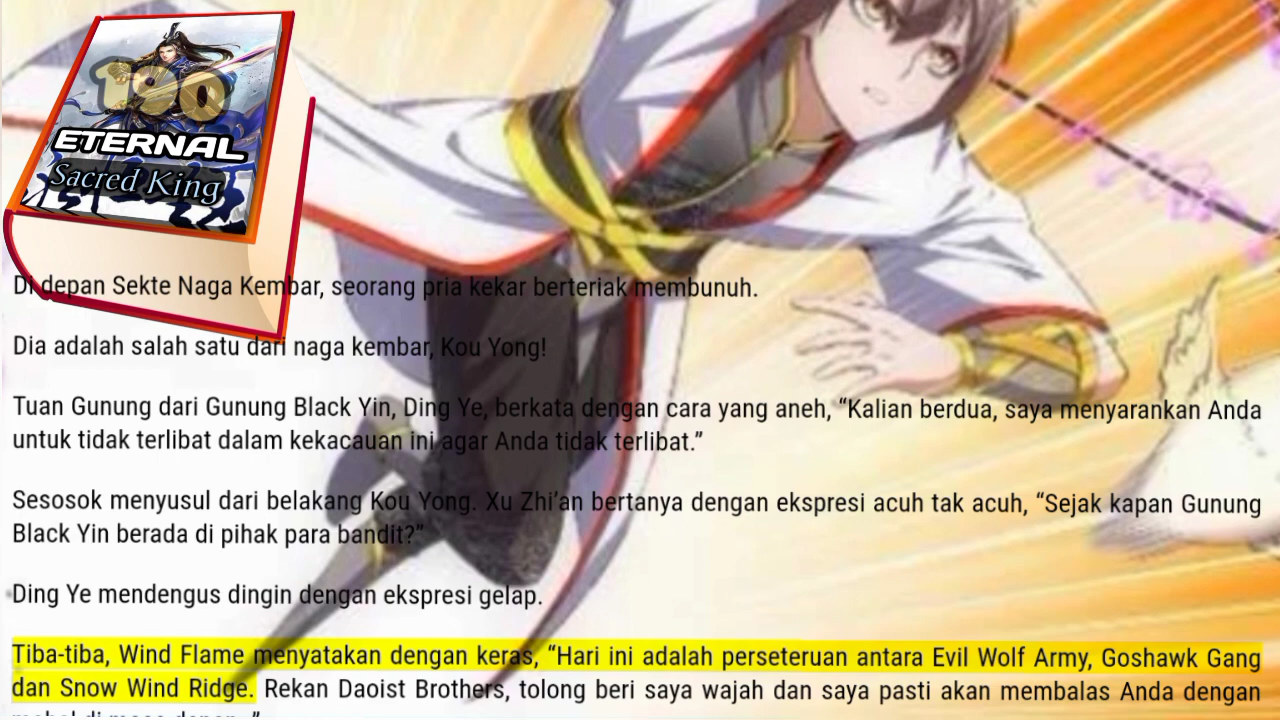 190
ETERNAL
Sacred King
Di depan Sekte Naga Kembar, seorang pria kekar berteriak membunuh.
Dia adalah salah satu dari naga kembar, Kou Yong!
Tuan Gunung dari Gunung Black Yin, Ding Ye, berkata dengan cara yang aneh, “Kalian berdua, saya menyarankan Anda
untuk tidak terlibat dalam kekacauan ini agar Anda tidak terlibat.”
Sesosok menyusul dari belakang Kou Yong. Xu Zhi’an bertanya dengan ekspresi acuh tak acuh, “Sejak kapan Gunung
Black Yin berada di pihak para bandit?”
Ding Ye mendengus dingin dengan ekspresi gelap.
Tiba-tiba, Wind Flame menyatakan dengan keras, “Hari ini adalah perseteruan antara Evil Wolf Army, Goshawk Gang
dan Snow Wind Ridge. Rekan Daoist Brothers, tolong beri saya wajah dan saya pasti akan membalas Anda dengan